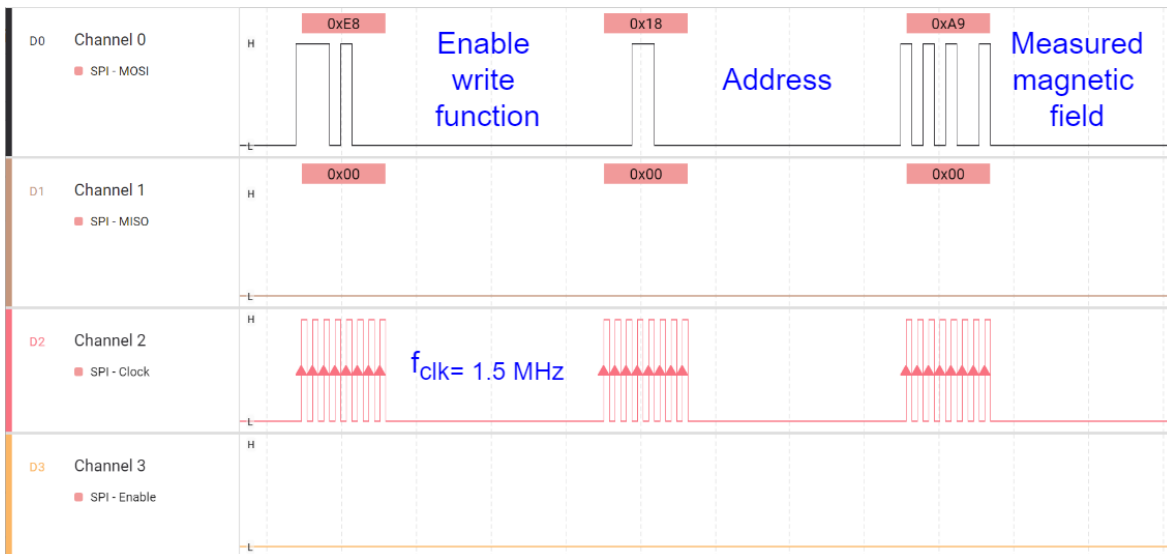 D0 Channel 0
SPI - MOSI
H
L
0xE8
0x18
0xA9
Enable
write
function
Address
Measured
magnetic
field
D1 Channel 1
SPI - MISO
H
L
0x00
0x00
0x00
D2 Channel 2
SPI - Clock
H
L
fclk= 1.5 MHz
D3 Channel 3
SPI - Enable
H
L